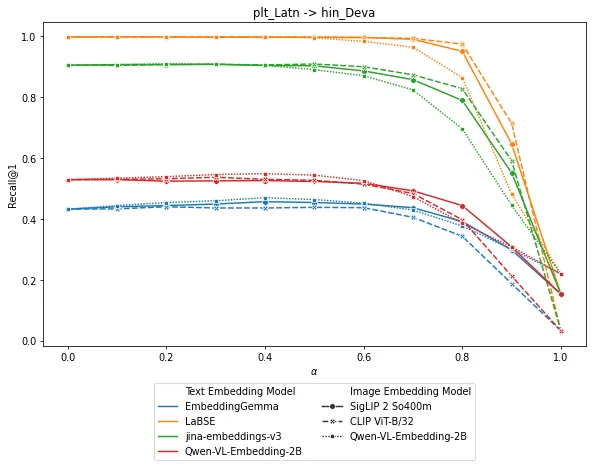 plt_Latn -> hin_Deva
1.0
0.8
0.6
0.4
0.2
0.0
Recall@1
0.0 0.2 0.4 0.6 0.8 1.0
α
Text Embedding Model Image Embedding Model
EmbeddingGemma SigLIP 2 So400m
LaBSE CLIP ViT-B/32
jina-embeddings-v3 Qwen-VL-Embedding-2B
Qwen-VL-Embedding-2B